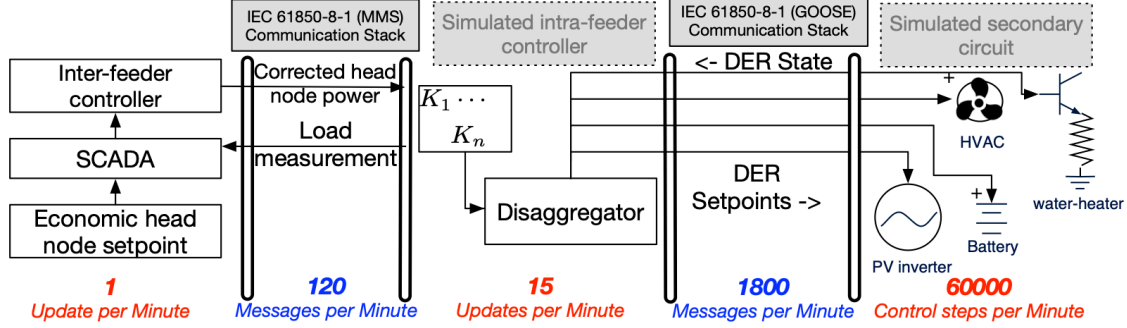 IEC 61850-8-1 (MMS)
Communication Stack
Simulated intra-feeder
controller
IEC 61850-8-1 (GOOSE)
Communication Stack
Simulated secondary
circuit
Inter-feeder
controller
SCADA
Economic head
node setpoint
Corrected head
node power
Load
measurement
K1 ···
Kn
Disaggregator
<- DER State
DER
Setpoints ->
+
HVAC
water-heater
+
Battery
PV inverter
1
Update per Minute
120
Messages per Minute
15
Updates per Minute
1800
Messages per Minute
60000
Control steps per Minute